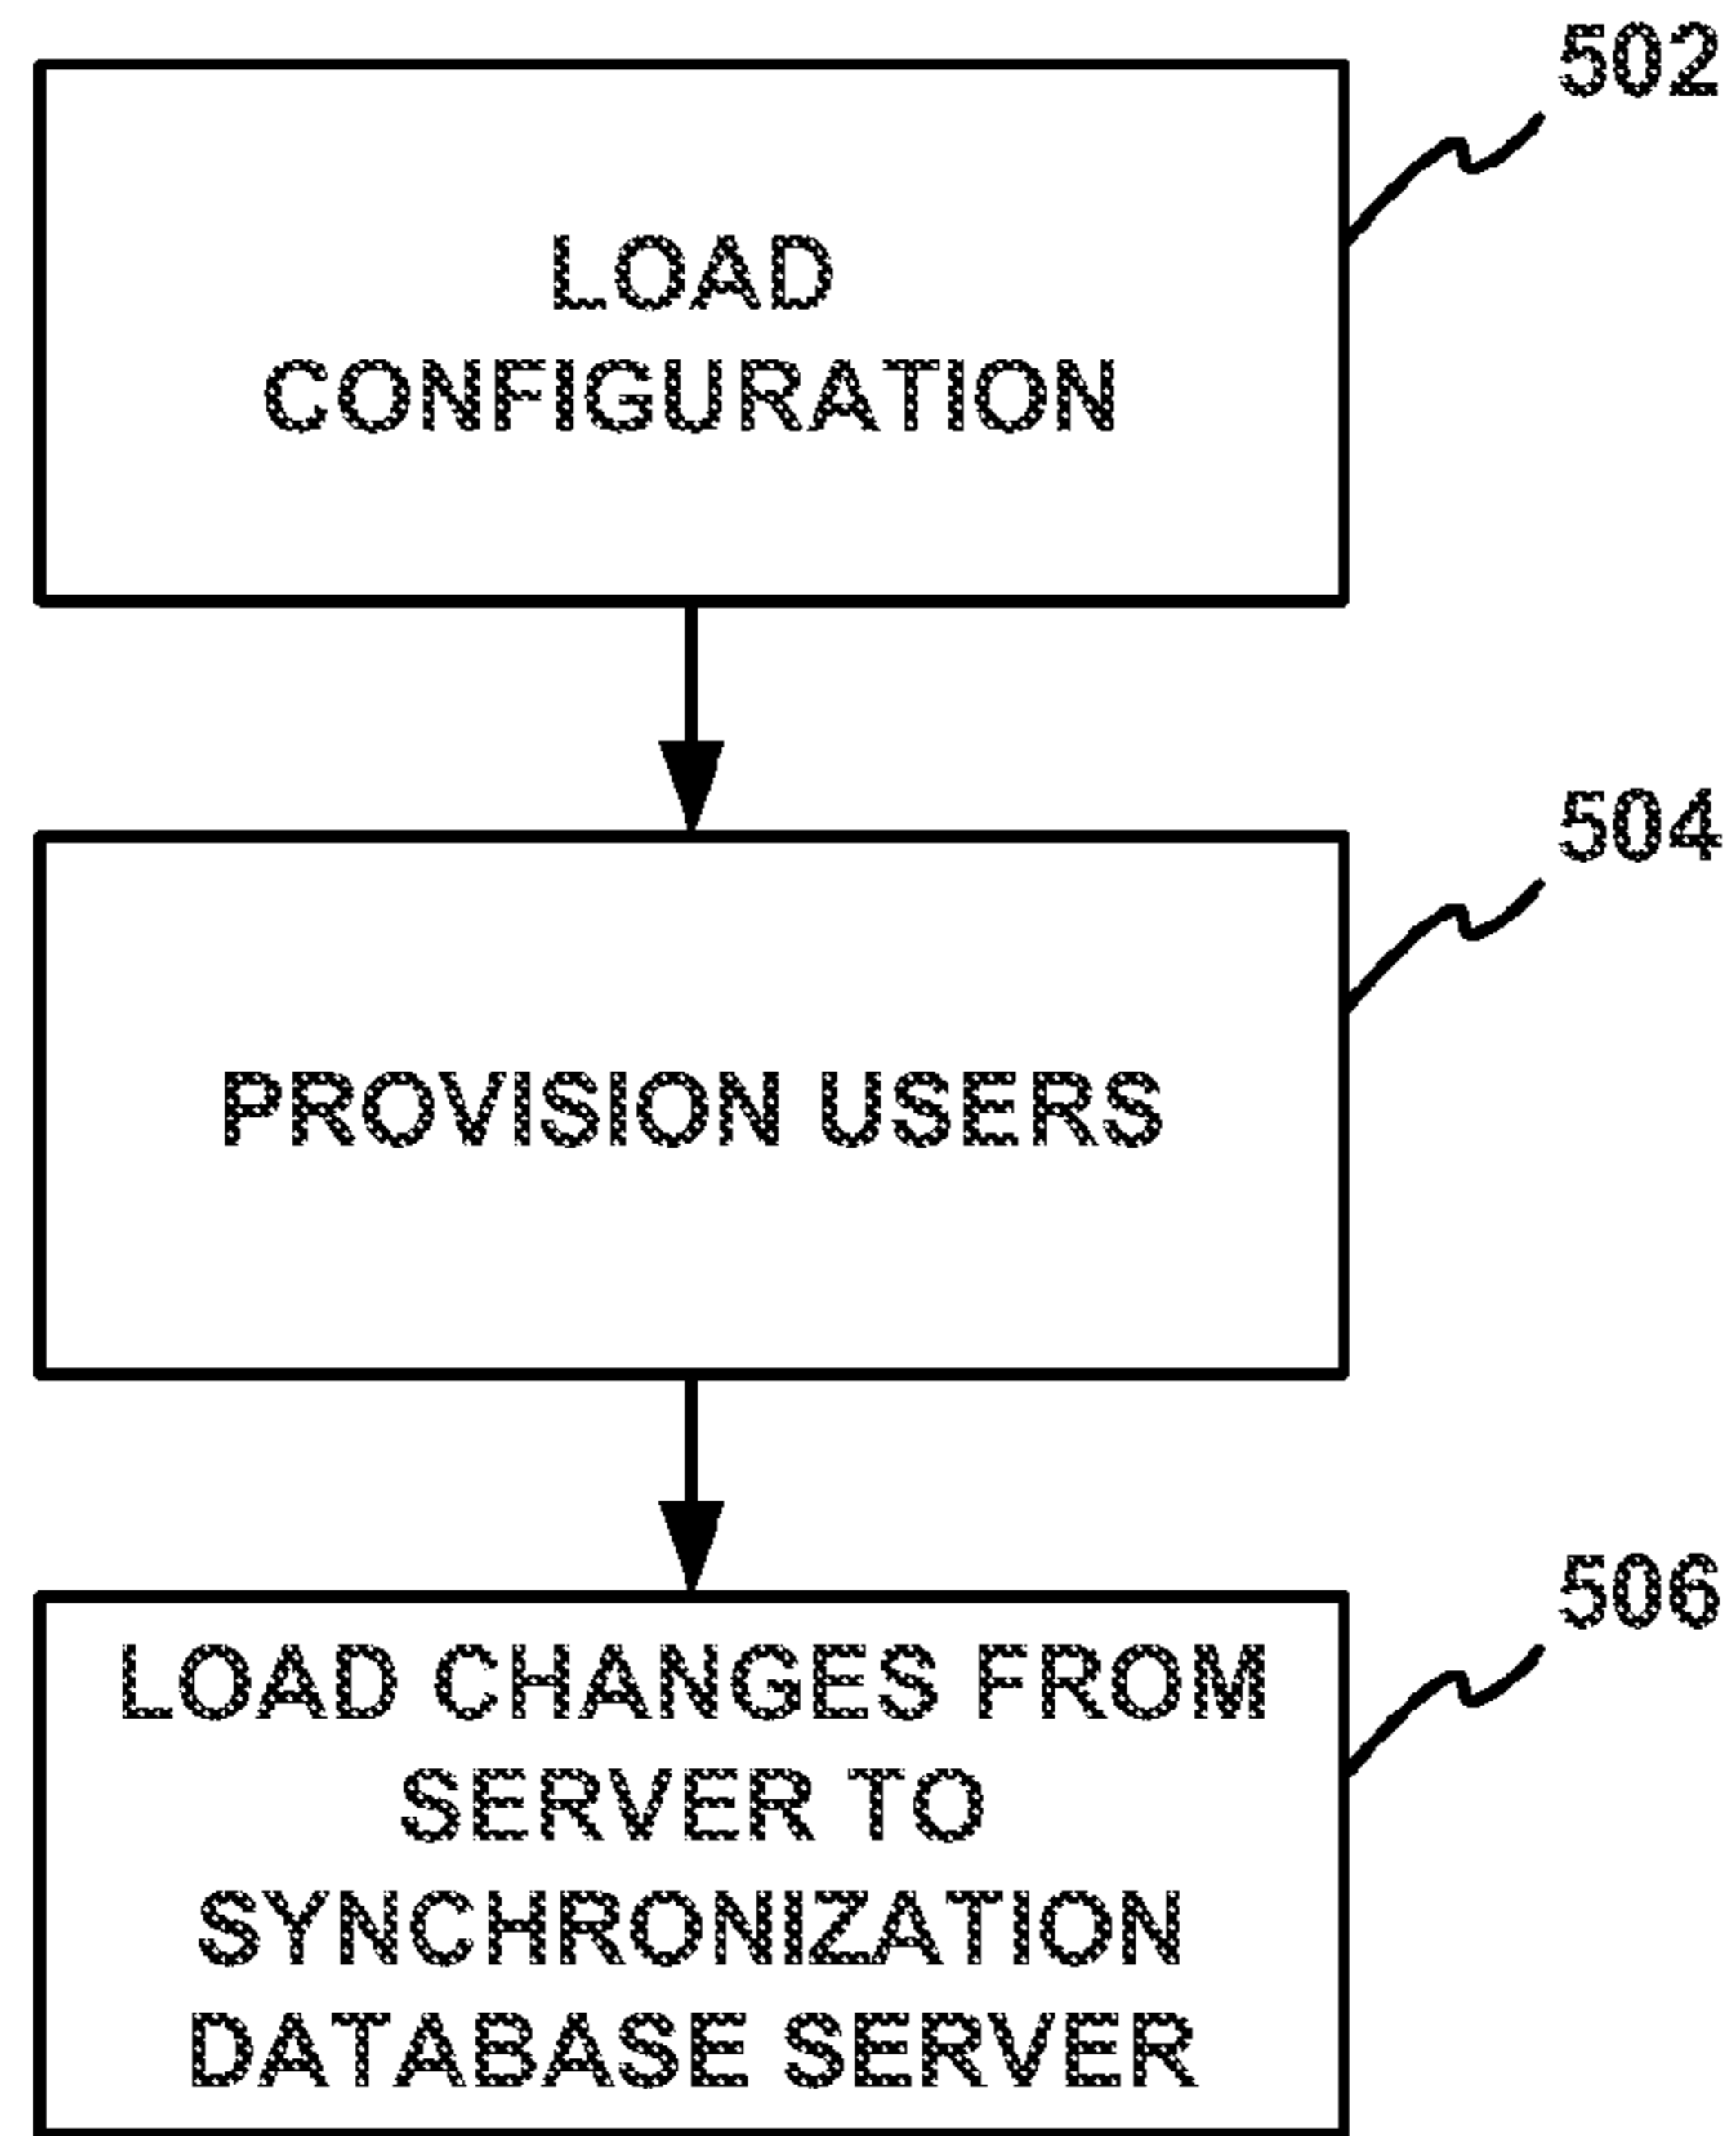 502
LOAD
CONFIGURATION
504
PROVISION USERS
506
LOAD CHANGES FROM
SERVER TO
SYNCHRONIZATION
DATABASE SERVER